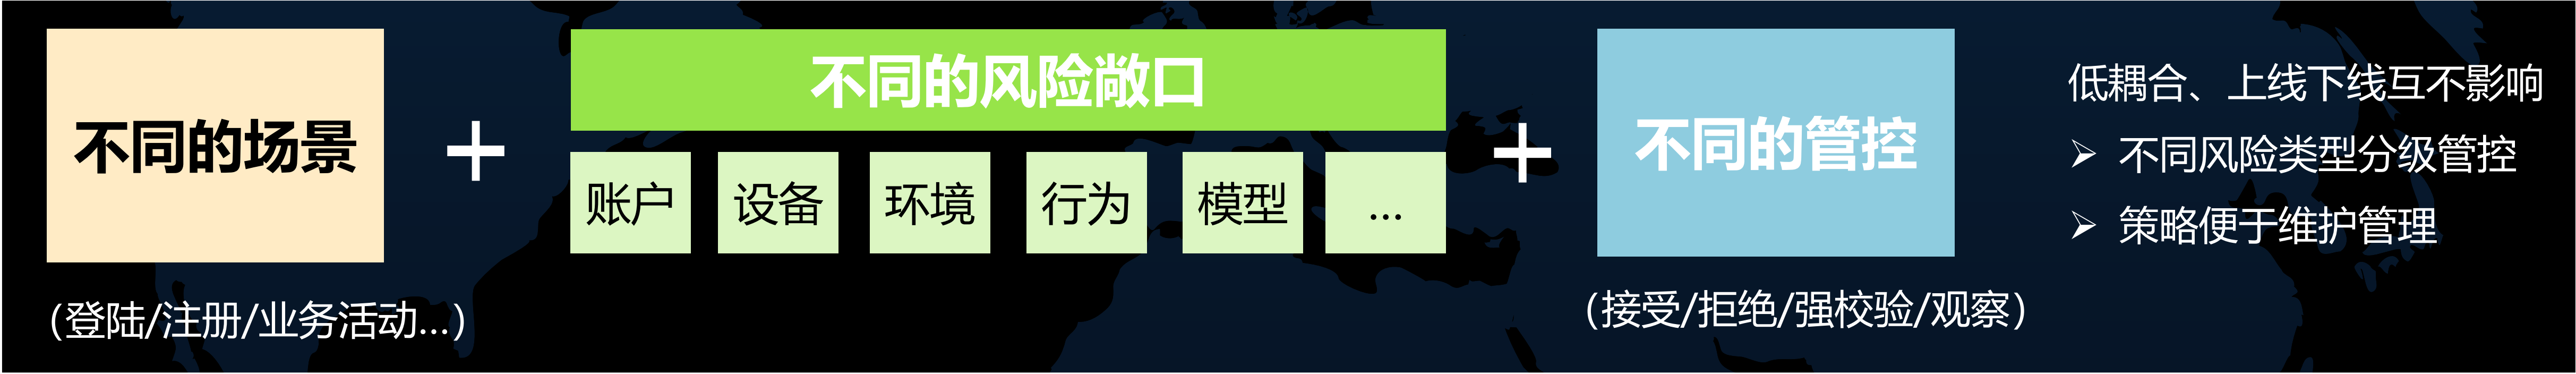 不同的场景
(登陆/注册/业务活动...)
+
不同的风险敞口
账户
设备
环境
行为
模型
...
+
不同的管控
(接受/拒绝/强校验/观察)
低耦合、上线下线互不影响
➢ 不同风险类型分级管控
➢ 策略便于维护管理